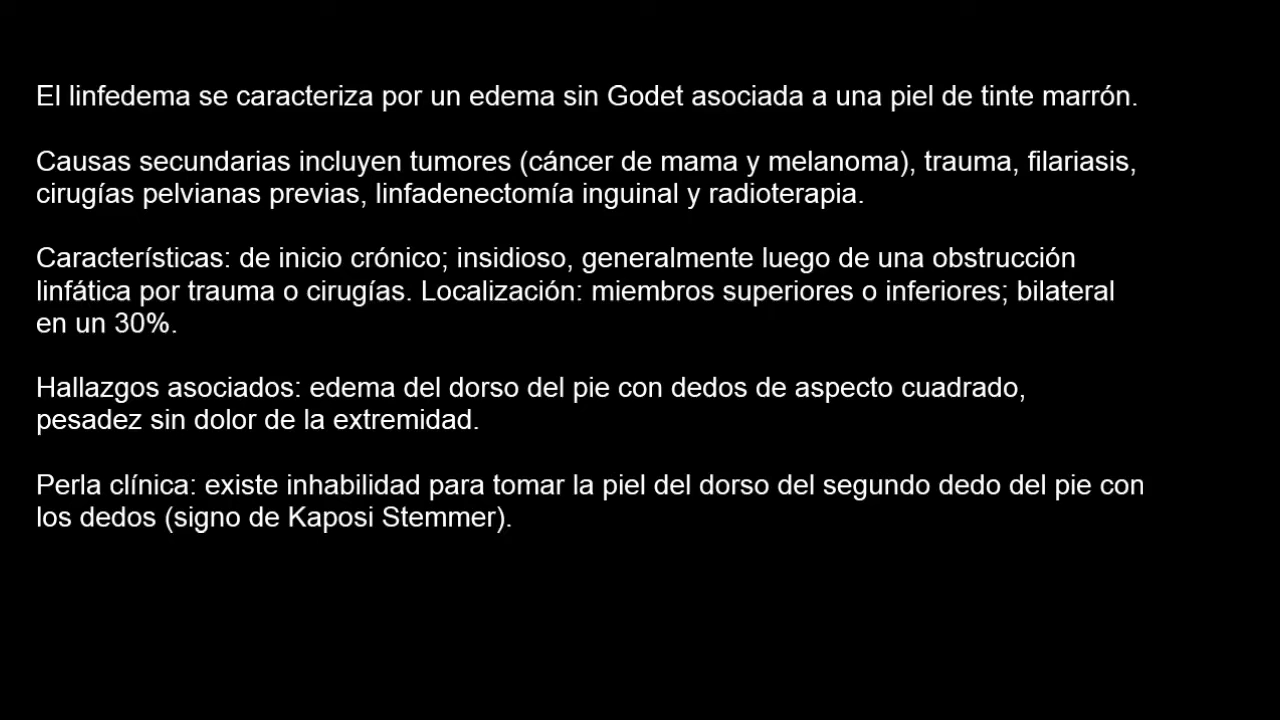 El linfedema se caracteriza por un edema sin Godet asociada a una piel de tinte marrón.
Causas secundarias incluyen tumores (cáncer de mama y melanoma), trauma, filariasis,
cirugías pelvianas previas, linfadenectomía inguinal y radioterapia.
Características: de inicio crónico; insidioso, generalmente luego de una obstrucción
linfática por trauma o cirugías. Localización: miembros superiores o inferiores; bilateral
en un 30%.
Hallazgos asociados: edema del dorso del pie con dedos de aspecto cuadrado,
pesadez sin dolor de la extremidad.
Perla clínica: existe inhabilidad para tomar la piel del dorso del segundo dedo del pie con
los dedos (signo de Kaposi Stemmer).